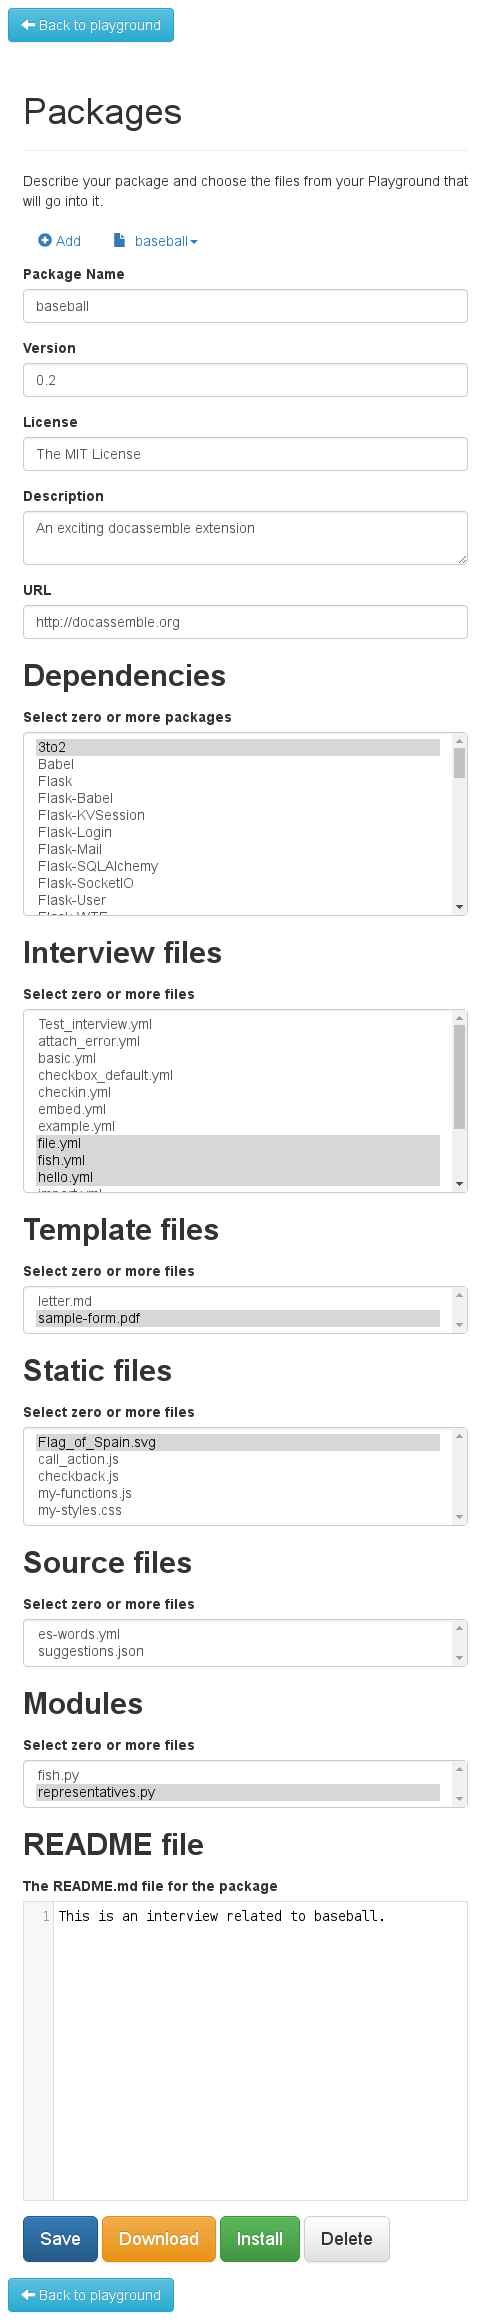 Back to playground
Packages
Describe your package and choose the files from your Playground that
will go into it.
Add baseball
Package Name
baseball
Version
0.2
License
The MIT License
Description
An exciting docassemble extension
URL
http://docassemble.org
Dependencies
Select zero or more packages
3to2
Babel
Flask
Flask-Babel
Flask-KVSession
Flask-Login
Flask-Mail
Flask-SQLAlchemy
Flask-SocketIO
Flask-User
Flask-WTF
Interview files
Select zero or more files
Test_interview.yml
attach_error.yml
basic.yml
checkbox_default.yml
checkin.yml
embed.yml
example.yml
file.yml
fish.yml
hello.yml
Template files
Select zero or more files
letter.md
sample-form.pdf
Static files
Select zero or more files
Flag_of_Spain.svg
call_action.js
checkback.js
my-functions.js
my-styles.css
Source files
Select zero or more files
es-words.yml
suggestions.json
Modules
Select zero or more files
fish.py
representatives.py
README file
The README.md file for the package
1 This is an interview related to baseball.
Save Download Install Delete
Back to playground